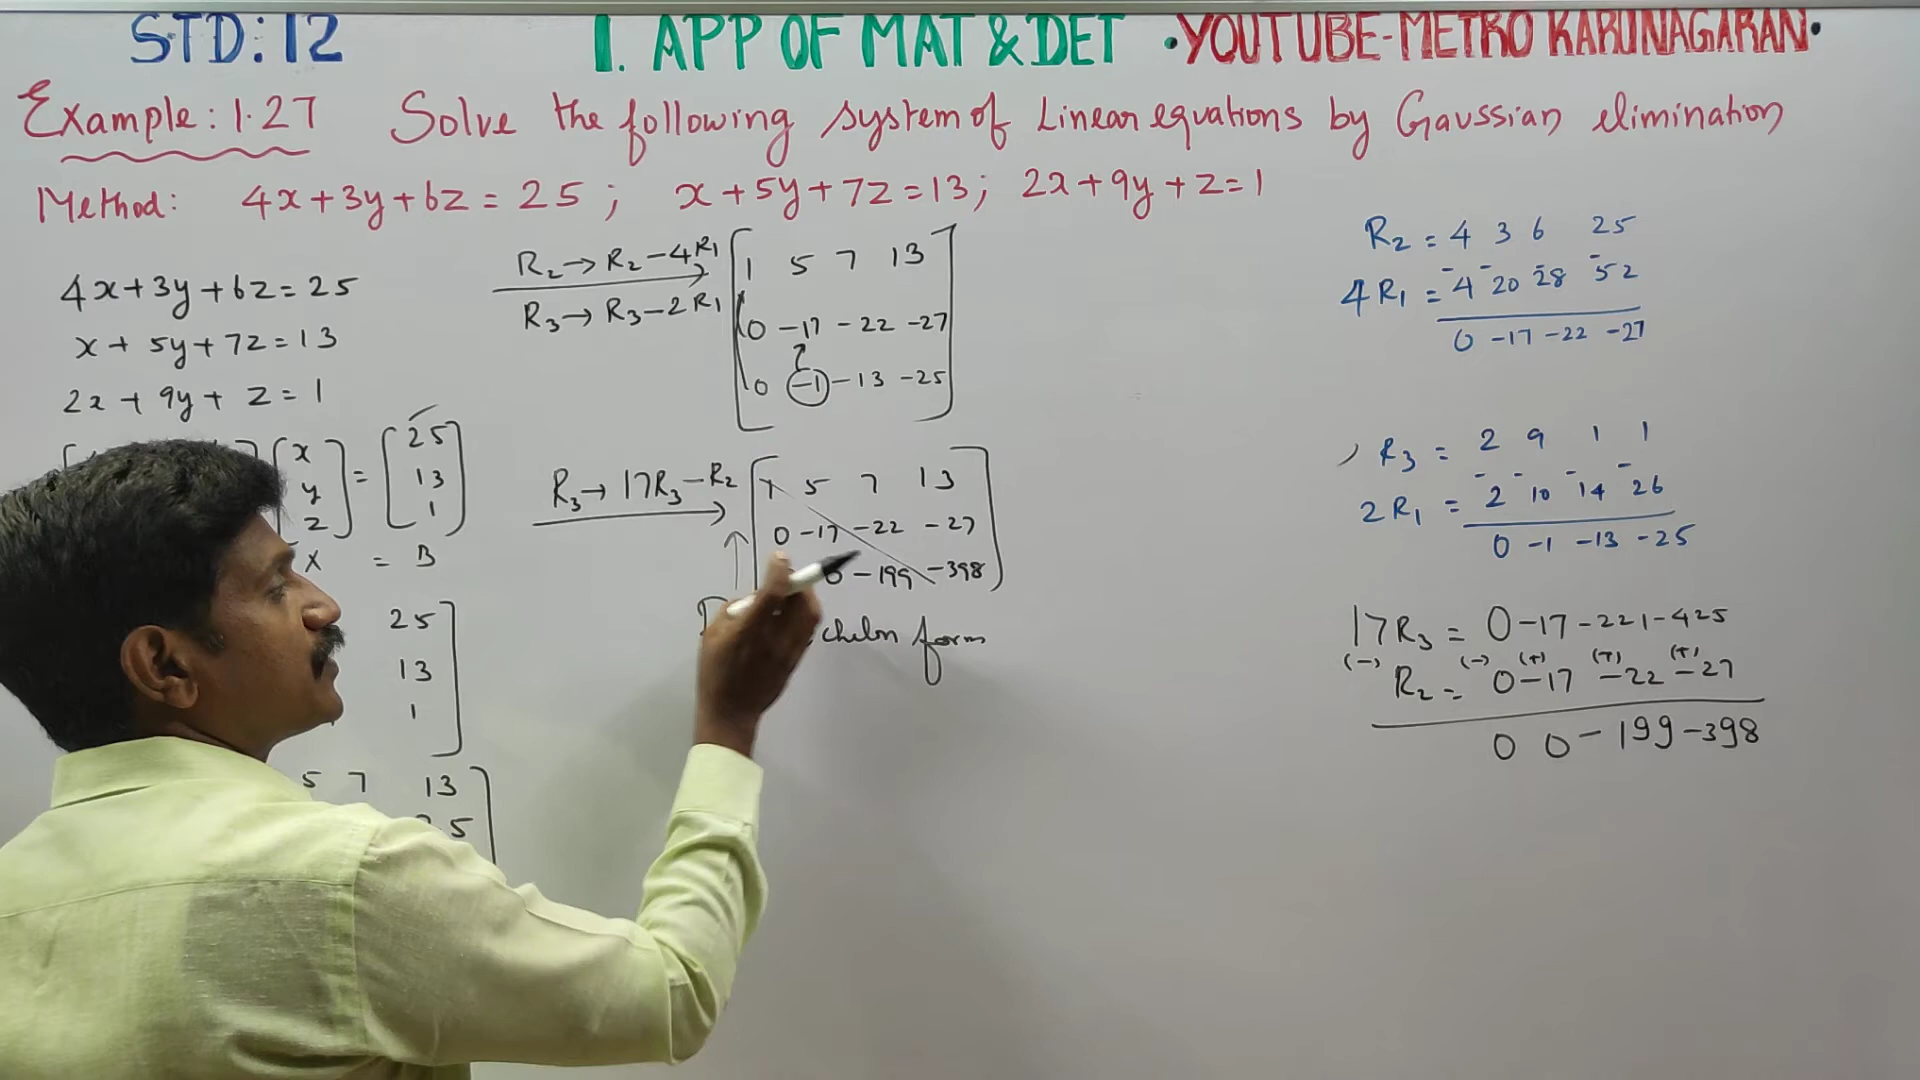 STD: 12 1. APP OF MAT & DET • YOUTUBE-METRO KARUNAGARAN •
Example: 1.27 Solve the following system of Linear equations by Gaussian elimination
Method: 4x+3y+6z = 25 ; x+5y+7z=13; 2x+9y+z=1
4x+3y+6z=25
x+5y+7z=13
2x+9y+z=1
x 25
y = 13
z 1
X = B
25
13
1
5 7 13
25
R2→R2-4R1
R3→R3-2R1
1 5 7 13
0 -17 -22 -27
0 -1 -13 -25
R3→17R3-R2
1 5 7 13
0 -17 -22 -27
0 -199 -398
chelon form
R2 = 4 3 6 25
4R1 = -4 -20 -28 -52
0 -17 -22 -27
R3 = 2 9 1 1
2R1 = -2 -10 -14 -26
0 -1 -13 -25
17R3 = 0 -17 -221 -425
(-) (-) (+) (+) (+)
R2 = 0 -17 -22 -27
0 0 -199 -398